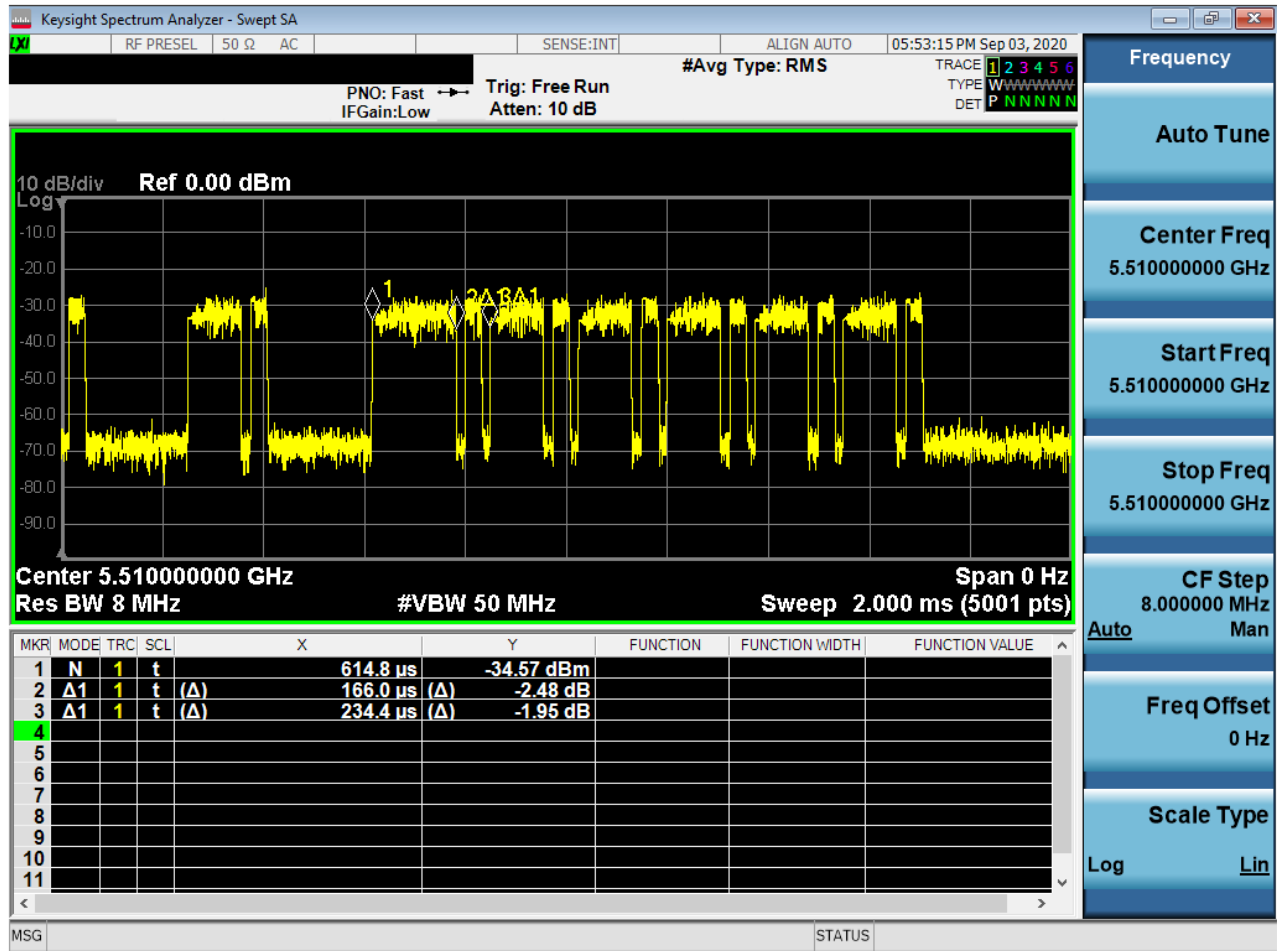 Keysight Spectrum Analyzer - Swept SA
LXI RF PRESEL 50 Ω AC SENSE:INT ALIGN AUTO 05:53:15 PM Sep 03, 2020
PNO: Fast
IFGain:Low
Trig: Free Run
Atten: 10 dB
#Avg Type: RMS
TRACE 1 2 3 4 5 6
TYPE W W W W W W
DET P N N N N N
10 dB/div Ref 0.00 dBm
Log
-10.0
-20.0
-30.0
-40.0
-50.0
-60.0
-70.0
-80.0
-90.0
1
2Δ1
3Δ1
Center 5.510000000 GHz Span 0 Hz
Res BW 8 MHz #VBW 50 MHz Sweep 2.000 ms (5001 pts)
MKR MODE TRC SCL X Y FUNCTION FUNCTION WIDTH FUNCTION VALUE
1 N 1 t 614.8 µs -34.57 dBm
2 Δ1 1 t (Δ) 166.0 µs (Δ) -2.48 dB
3 Δ1 1 t (Δ) 234.4 µs (Δ) -1.95 dB
4
5
6
7
8
9
10
11
MSG STATUS
Frequency
Auto Tune
Center Freq
5.510000000 GHz
Start Freq
5.510000000 GHz
Stop Freq
5.510000000 GHz
CF Step
8.000000 MHz
Auto Man
Freq Offset
0 Hz
Scale Type
Log Lin